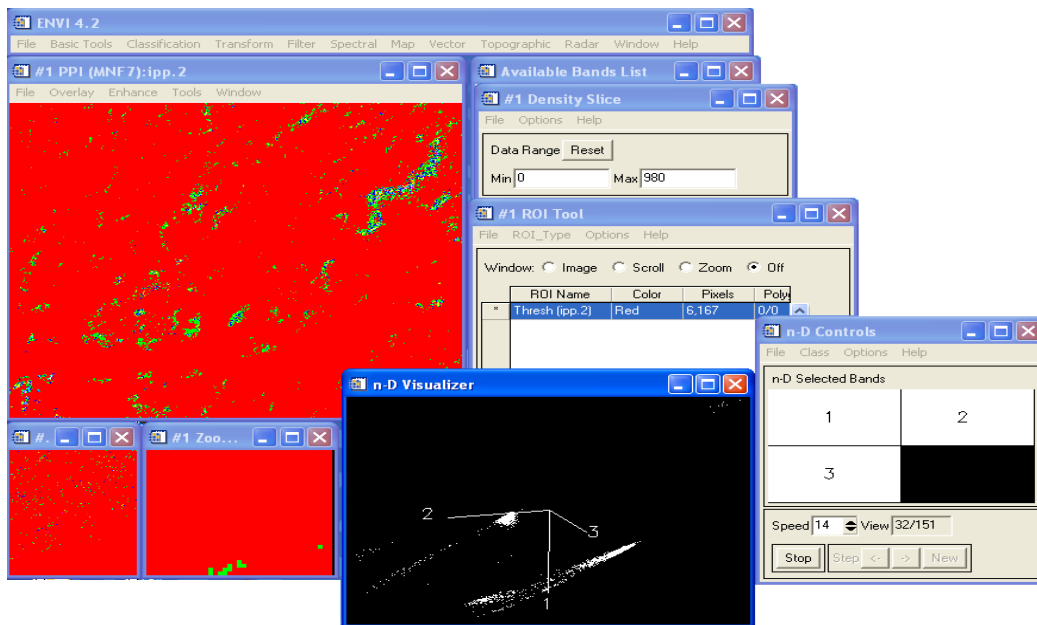 ENVI 4.2
File Basic Tools Classification Transform Filter Spectral Map Vector Topographic Radar Window Help
#1 PPI (MNF7):ipp.2
File Overlay Enhance Tools Window
Available Bands List
#1 Density Slice
File Options Help
Data Range Reset
Min 0 Max 980
#1 ROI Tool
File ROI_Type Options Help
Window: Image Scroll Zoom Off
ROI Name Color Pixels Poly
* Thresh (ipp.2) Red 6,167 0/0
n-D Controls
File Class Options Help
n-D Selected Bands
1 2
3
Speed 14 View 32/151
Stop Step <- -> New
n-D Visualizer
2
3
1
#.
#1 Zoo...